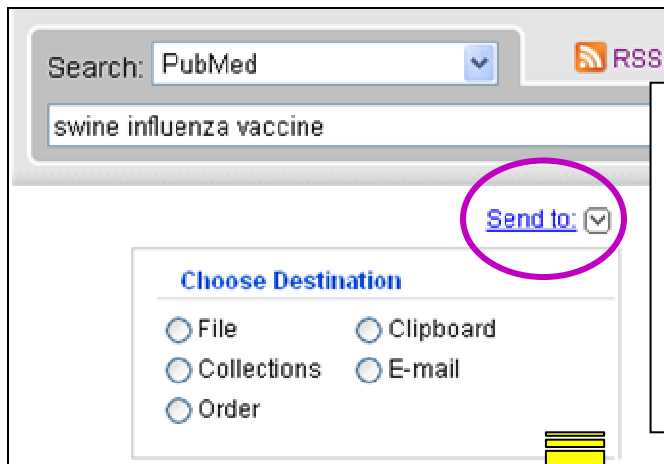 Search: PubMed RSS
swine influenza vaccine
Send to:
Choose Destination
File Clipboard
Collections E-mail
Order